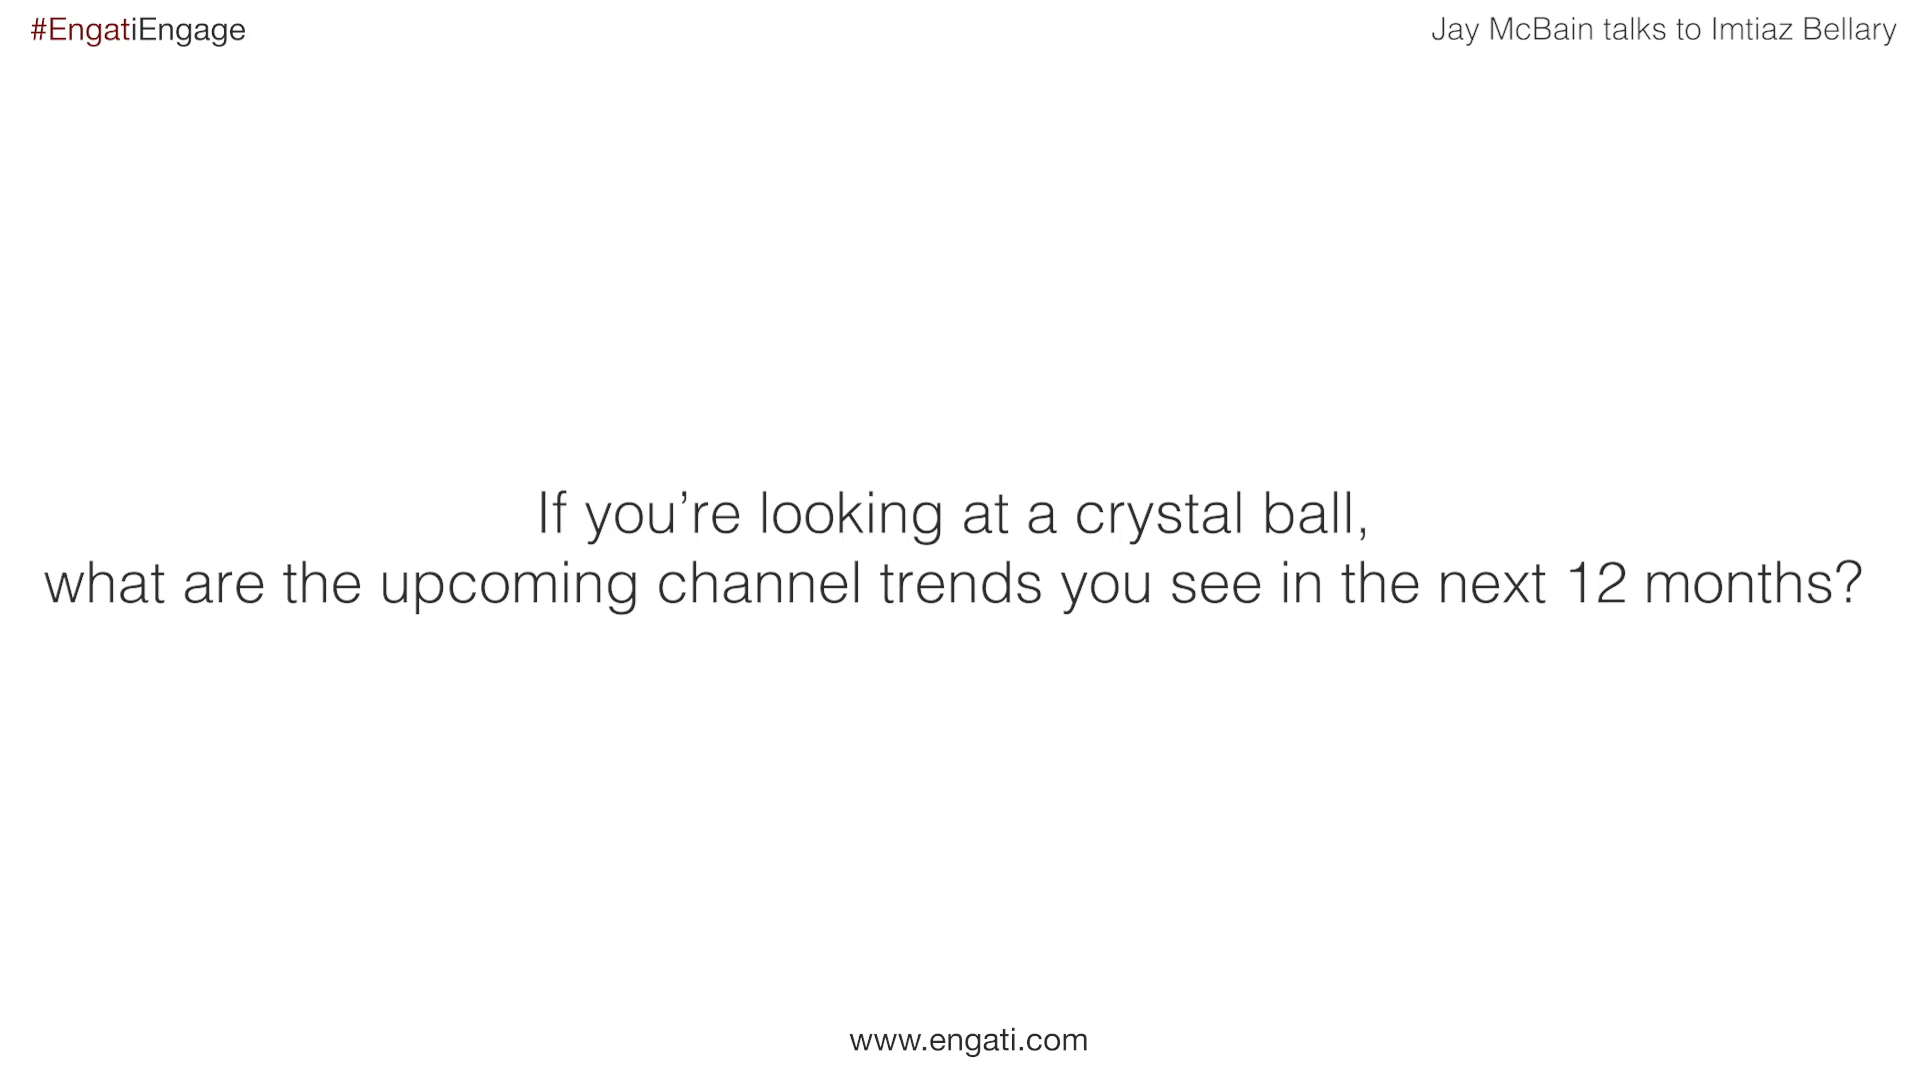 #EngatiEngage
Jay McBain talks to Imtiaz Bellary
If you’re looking at a crystal ball,
what are the upcoming channel trends you see in the next 12 months?
www.engati.com